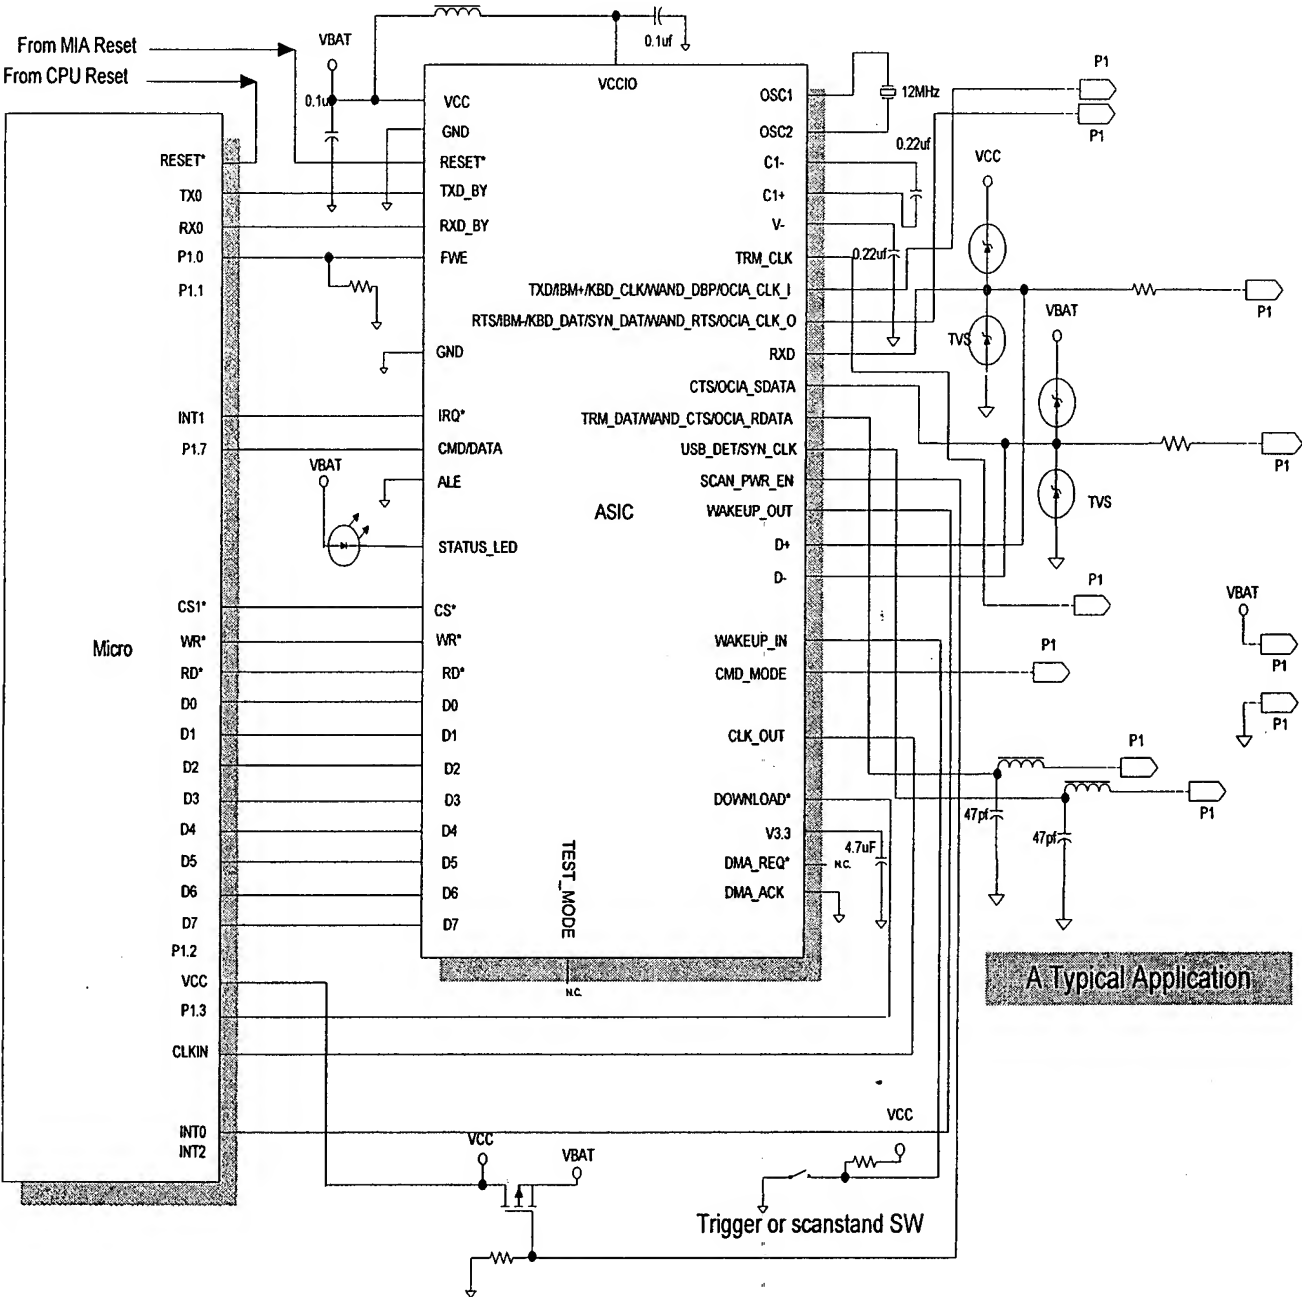 From MIA Reset
From CPU Reset
VBAT
0.1uf
0.1u
VCCIO
VCC
GND
RESET*
TXD_BY
RXD_BY
FWE
GND
IRQ*
CMD/DATA
ALE
STATUS_LED
CS*
WR*
RD*
D0
D1
D2
D3
D4
D5
D6
D7
TEST_MODE
N.C.
ASIC
RESET*
TX0
RX0
P1.0
P1.1
INT1
P1.7
VBAT
CS1*
WR*
Micro
RD*
D0
D1
D2
D3
D4
D5
D6
D7
P1.2
VCC
P1.3
CLKIN
INT0
INT2
OSC1
OSC2
C1-
C1+
V-
TRM_CLK
TXD/IBM+/KBD_CLK/WAND_DBP/OCIA_CLK_I
RTS/IBM-/KBD_DAT/SYN_DAT/WAND_RTS/OCIA_CLK_O
RXD
CTS/OCIA_SDATA
TRM_DAT/WAND_CTS/OCIA_RDATA
USB_DET/SYN_CLK
SCAN_PWR_EN
WAKEUP_OUT
D+
D-
WAKEUP_IN
CMD_MODE
CLK_OUT
DOWNLOAD*
V3.3
DMA_REQ*
DMA_ACK
12MHz
0.22uf
0.22uf
4.7uF
N.C.
P1
P1
VCC
TVS
P1
VBAT
TVS
P1
P1
VBAT
P1
P1
P1
P1
P1
47pf
47pf
A Typical Application
VCC
VBAT
VCC
Trigger or scanstand SW